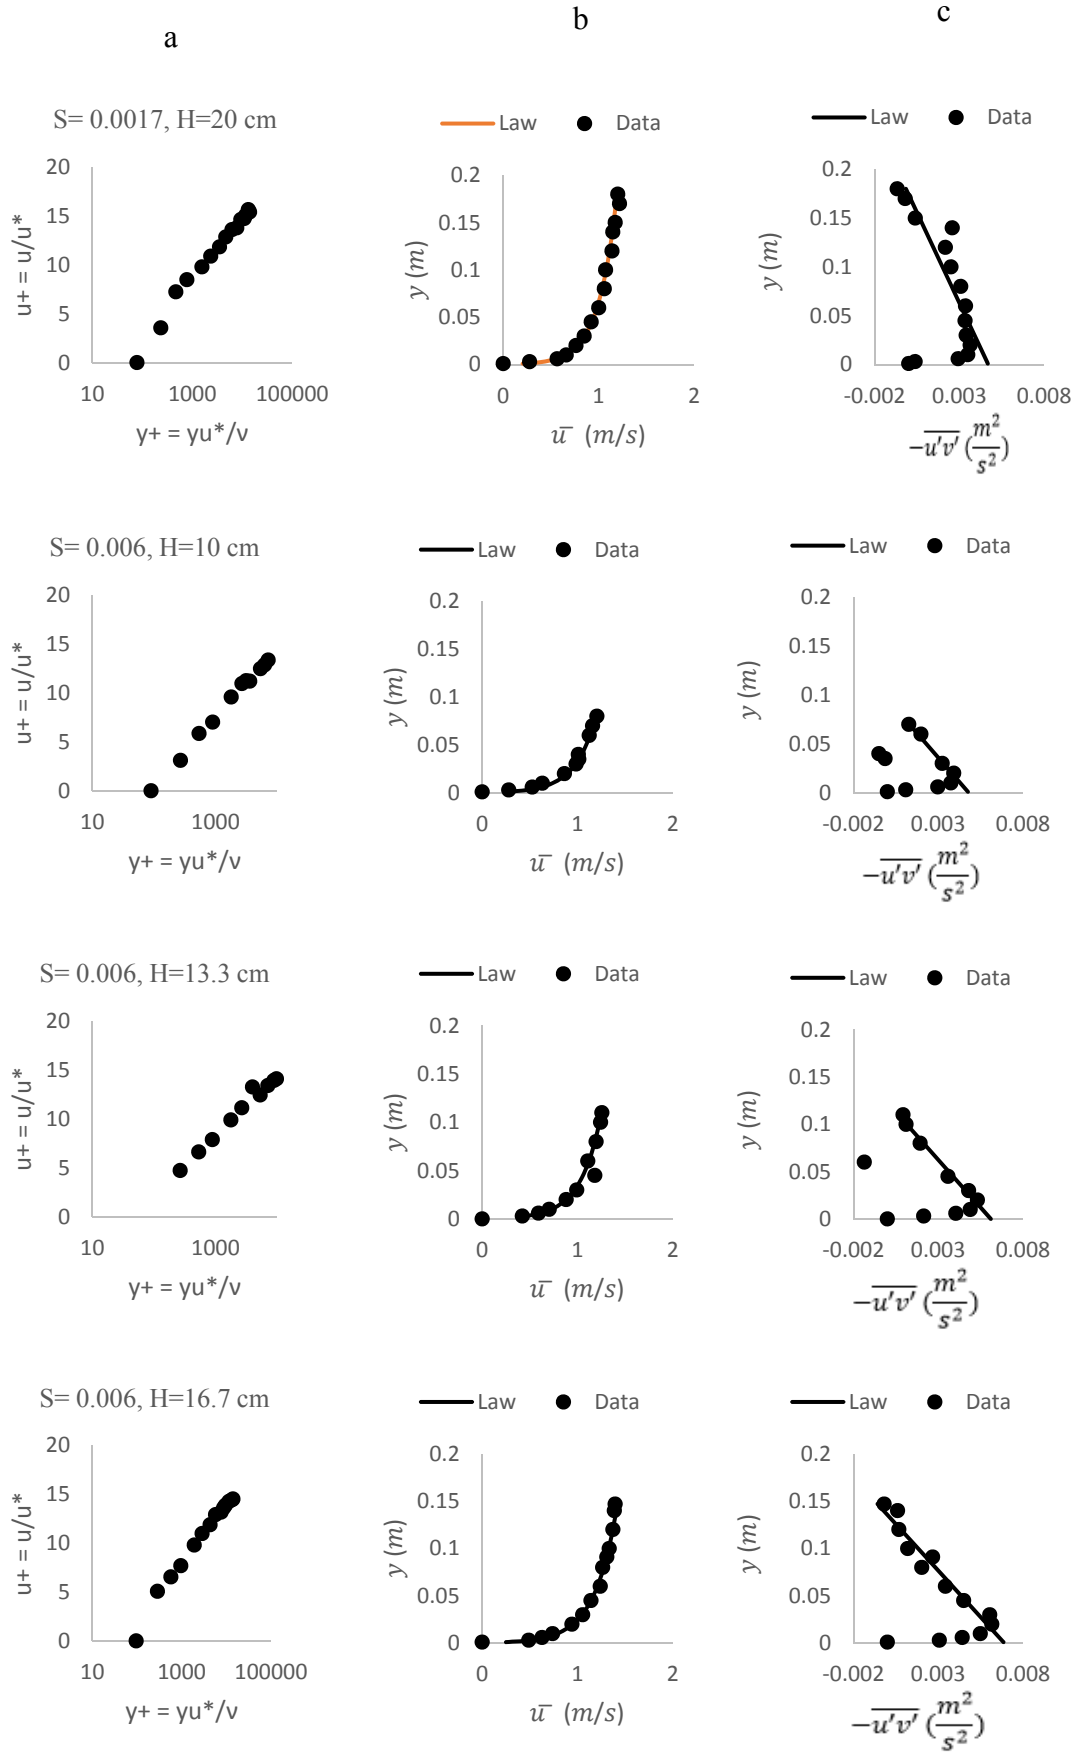 a
b
c
S= 0.0017, H=20 cm
u+ = u/u*
20
15
10
5
0
10
1000
100000
y+ = yu*/ν
Law
Data
y (m)
0.2
0.15
0.1
0.05
0
0
1
2
u̅ (m/s)
Law
Data
y (m)
0.2
0.15
0.1
0.05
0
-0.002
0.003
0.008
−u'v' (m²/s²)
S= 0.006, H=10 cm
u+ = u/u*
20
15
10
5
0
10
1000
y+ = yu*/ν
Law
Data
y (m)
0.2
0.15
0.1
0.05
0
0
1
2
u̅ (m/s)
Law
Data
y (m)
0.2
0.15
0.1
0.05
0
-0.002
0.003
0.008
−u'v' (m²/s²)
S= 0.006, H=13.3 cm
u+ = u/u*
20
15
10
5
0
10
1000
y+ = yu*/ν
Law
Data
y (m)
0.2
0.15
0.1
0.05
0
0
1
2
u̅ (m/s)
Law
Data
y (m)
0.2
0.15
0.1
0.05
0
-0.002
0.003
0.008
−u'v' (m²/s²)
S= 0.006, H=16.7 cm
u+ = u/u*
20
15
10
5
0
10
1000
100000
y+ = yu*/ν
Law
Data
y (m)
0.2
0.15
0.1
0.05
0
0
1
2
u̅ (m/s)
Law
Data
y (m)
0.2
0.15
0.1
0.05
0
-0.002
0.003
0.008
−u'v' (m²/s²)